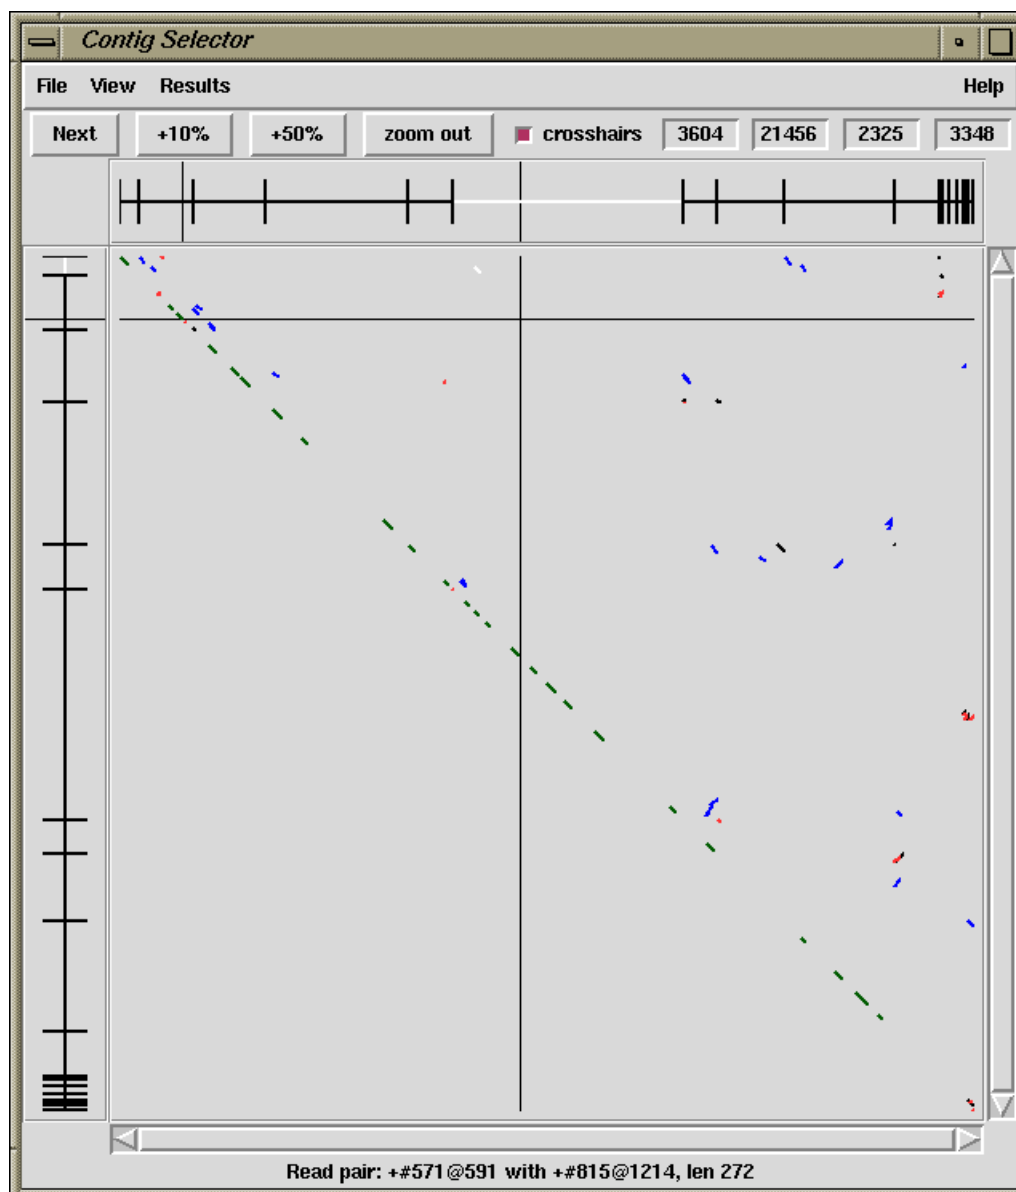 Contig Selector
File View Results Help
Next +10% +50% zoom out crosshairs 3604 21456 2325 3348
Read pair: +#571@591 with +#815@1214, len 272